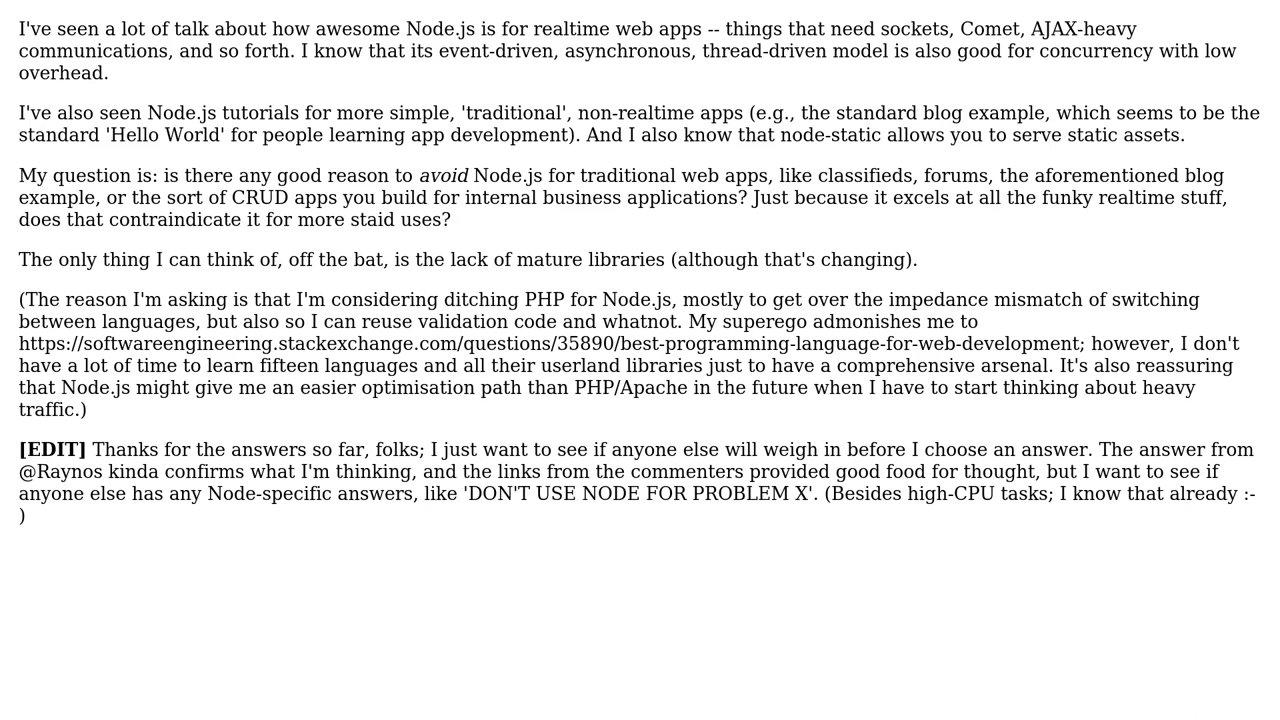 I've seen a lot of talk about how awesome Node.js is for realtime web apps -- things that need sockets, Comet, AJAX-heavy
communications, and so forth. I know that its event-driven, asynchronous, thread-driven model is also good for concurrency with low
overhead.
I've also seen Node.js tutorials for more simple, 'traditional', non-realtime apps (e.g., the standard blog example, which seems to be the
standard 'Hello World' for people learning app development). And I also know that node-static allows you to serve static assets.
My question is: is there any good reason to avoid Node.js for traditional web apps, like classifieds, forums, the aforementioned blog
example, or the sort of CRUD apps you build for internal business applications? Just because it excels at all the funky realtime stuff,
does that contraindicate it for more staid uses?
The only thing I can think of, off the bat, is the lack of mature libraries (although that's changing).
(The reason I'm asking is that I'm considering ditching PHP for Node.js, mostly to get over the impedance mismatch of switching
between languages, but also so I can reuse validation code and whatnot. My superego admonishes me to
https://softwareengineering.stackexchange.com/questions/35890/best-programming-language-for-web-development; however, I don't
have a lot of time to learn fifteen languages and all their userland libraries just to have a comprehensive arsenal. It's also reassuring
that Node.js might give me an easier optimisation path than PHP/Apache in the future when I have to start thinking about heavy
traffic.)
[EDIT] Thanks for the answers so far, folks; I just want to see if anyone else will weigh in before I choose an answer. The answer from
@Raynos kinda confirms what I'm thinking, and the links from the commenters provided good food for thought, but I want to see if
anyone else has any Node-specific answers, like 'DON'T USE NODE FOR PROBLEM X'. (Besides high-CPU tasks; I know that already :-
)